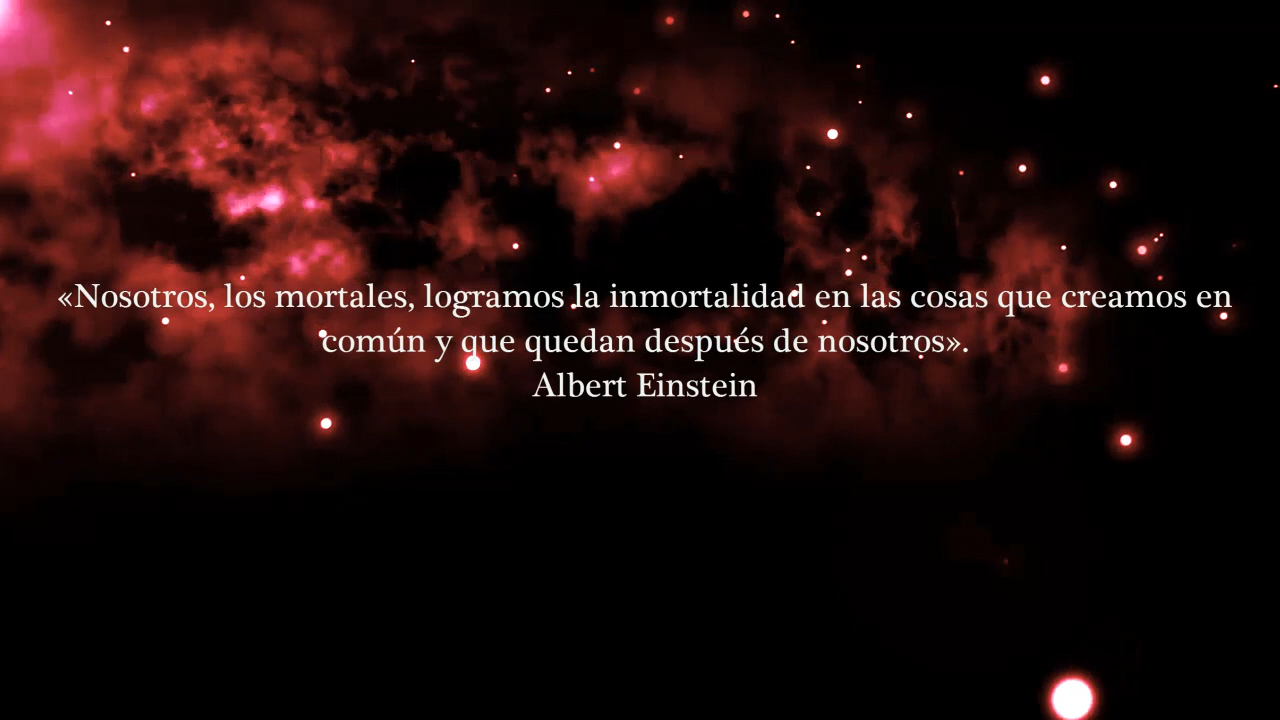 «Nosotros, los mortales, logramos la inmortalidad en las cosas que creamos en
común y que quedan después de nosotros».
Albert Einstein